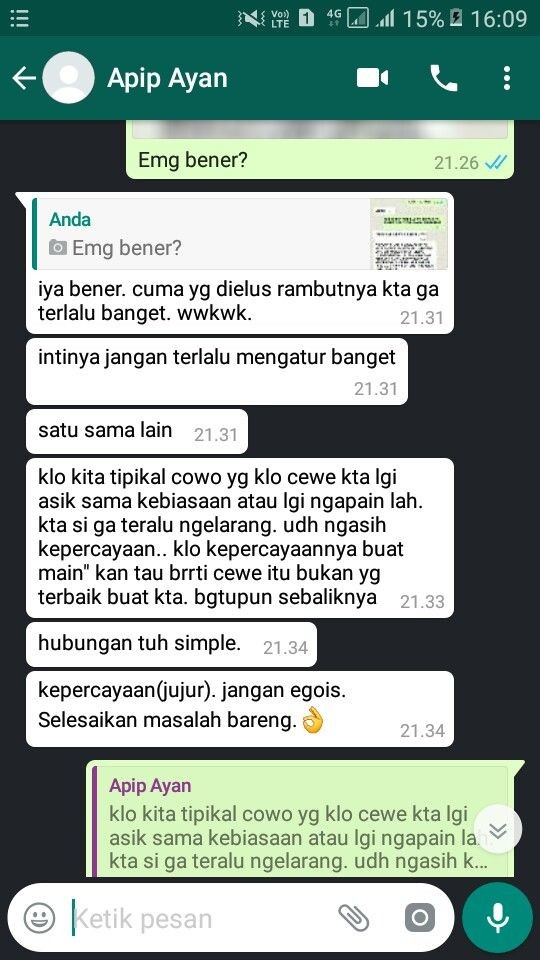 Vo))
LTE
1
4G
15%
16:09
Apip Ayan
Emg bener?
21.26
Anda
Emg bener?
iya bener. cuma yg dielus rambutnya kta ga
terlalu banget. wwkwk.
21.31
intinya jangan terlalu mengatur banget
21.31
satu sama lain
21.31
klo kita tipikal cowo yg klo cewe kta lgi
asik sama kebiasaan atau lgi ngapain lah.
kta si ga teralu ngelarang. udh ngasih
kepercayaan.. klo kepercayaannya buat
main" kan tau brrti cewe itu bukan yg
terbaik buat kta. bgtupun sebaliknya
21.33
hubungan tuh simple.
21.34
kepercayaan(jujur). jangan egois.
Selesaikan masalah bareng.👌
21.34
Apip Ayan
klo kita tipikal cowo yg klo cewe kta lgi
asik sama kebiasaan atau lgi ngapain lah.
kta si ga teralu ngelarang. udh ngasih k...
Ketik pesan